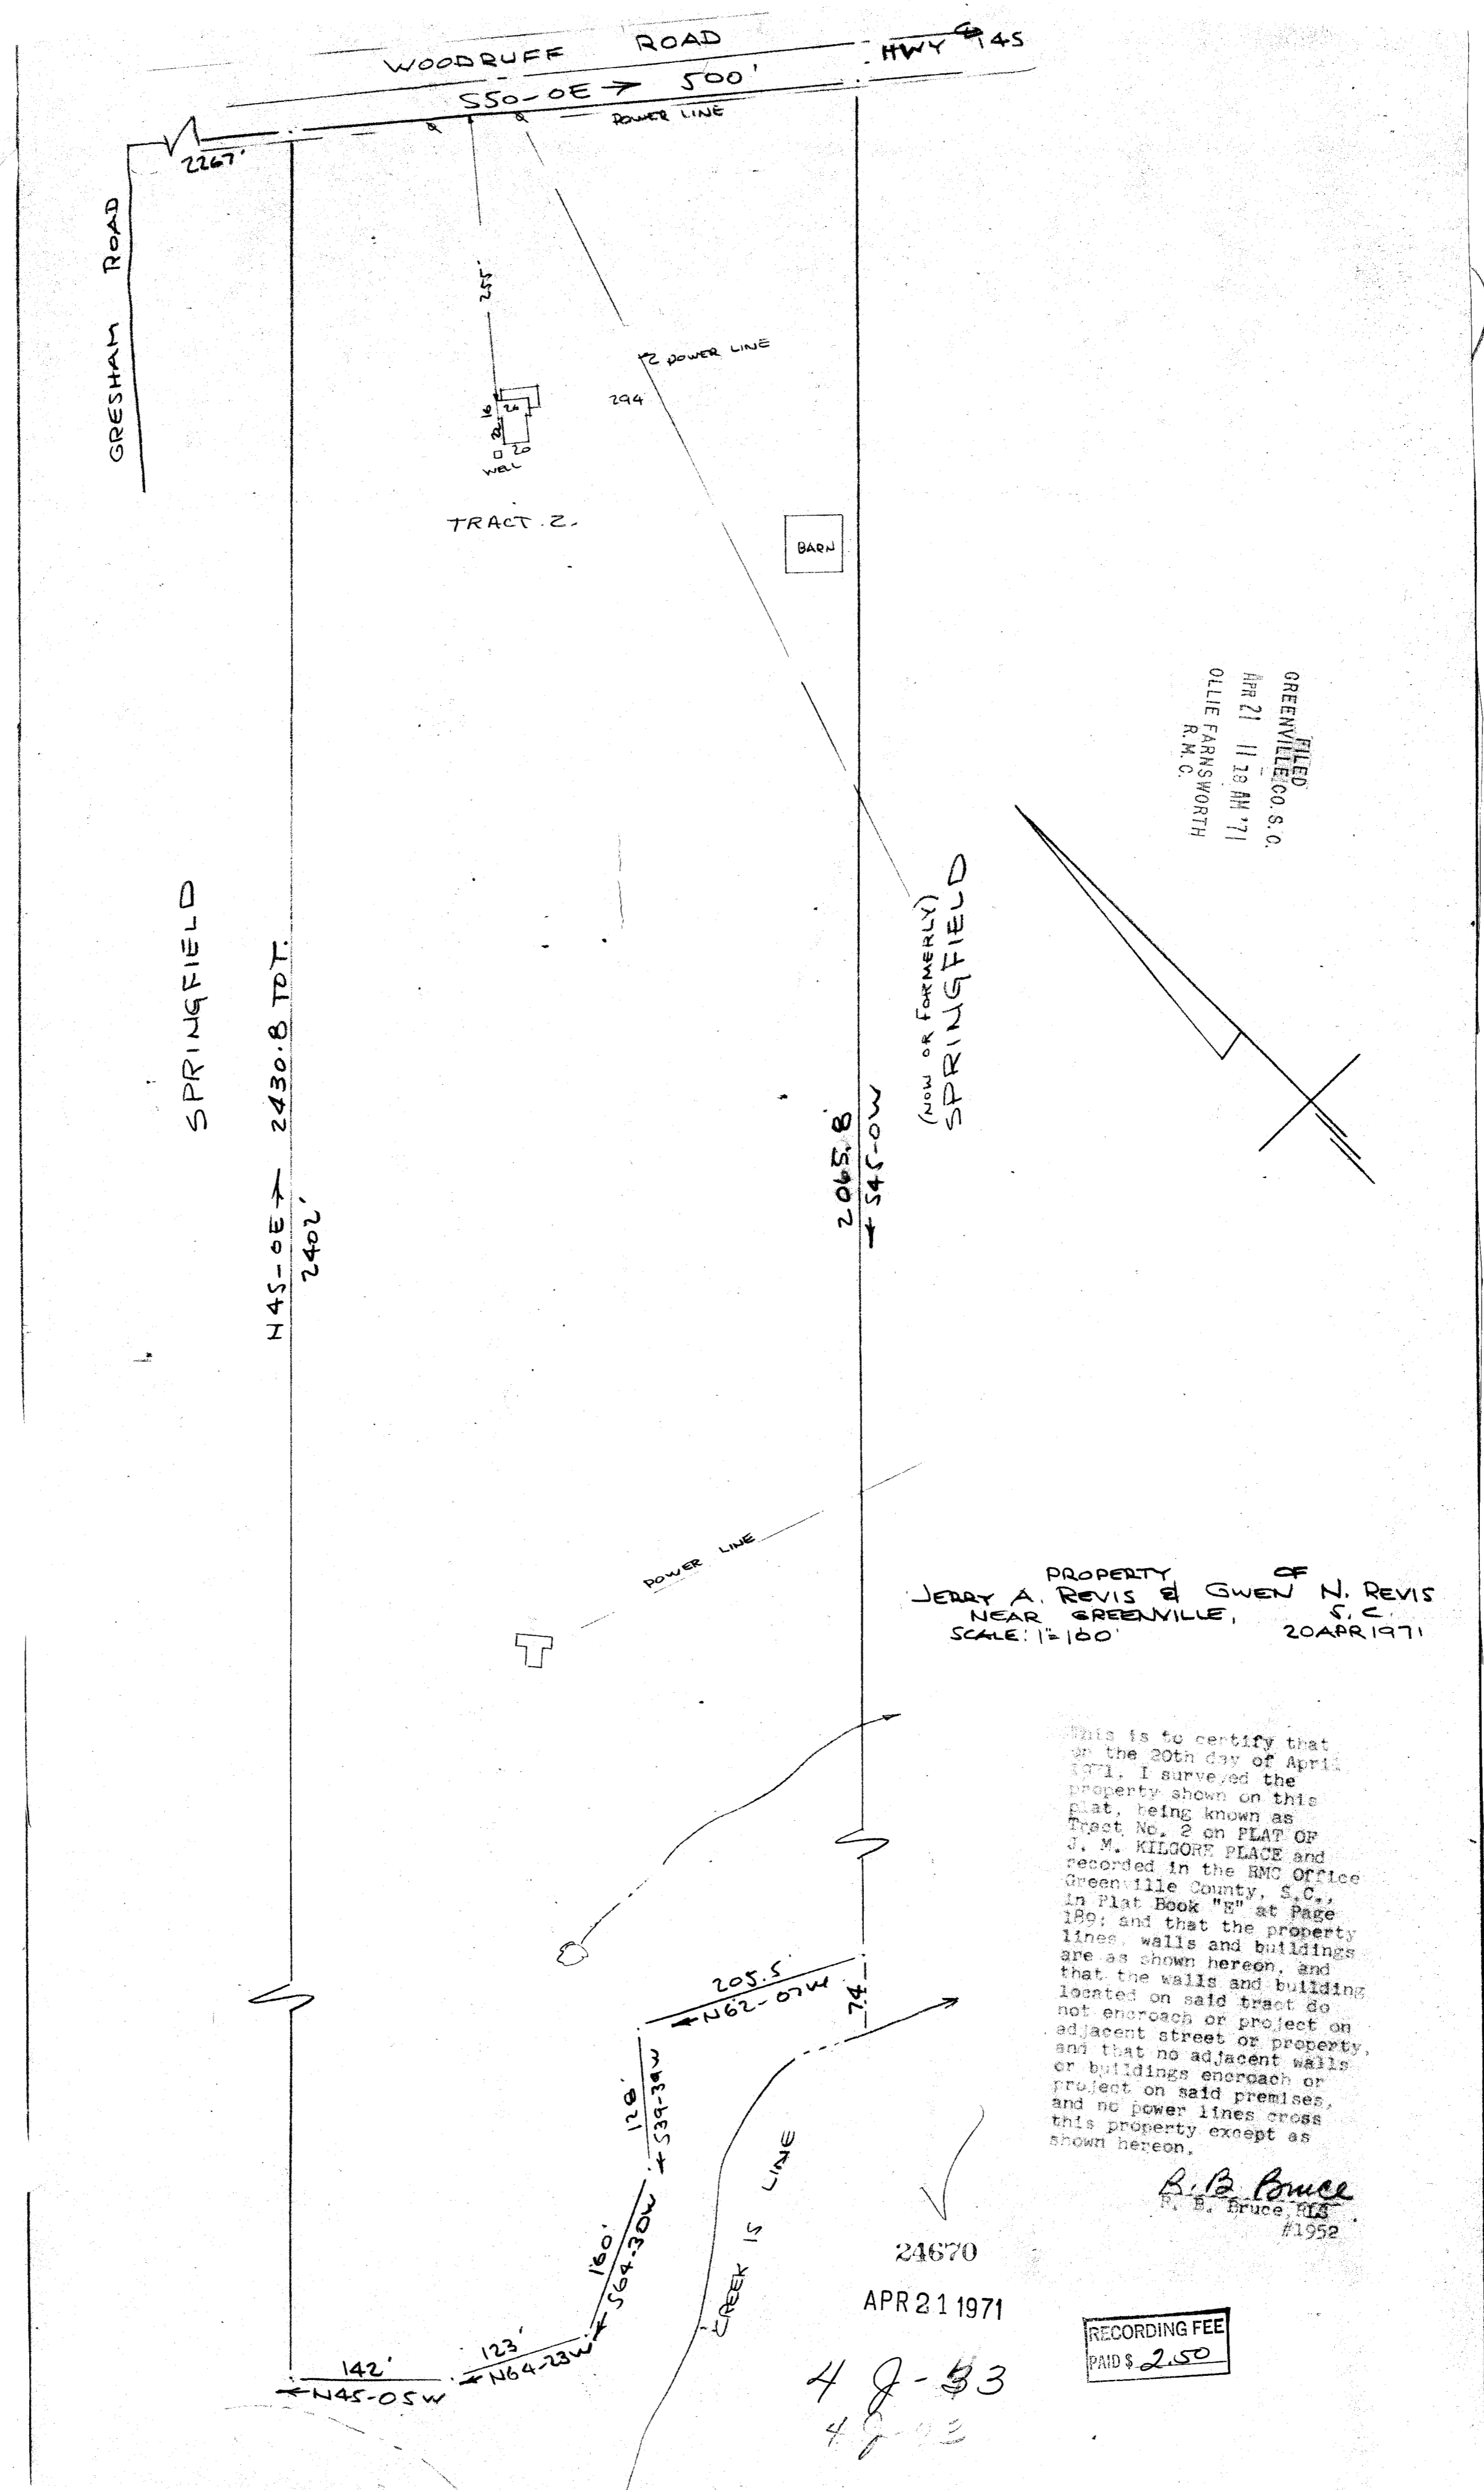 WOODRUFF ROAD HWY 145
S50-0E → 500'
POWER LINE
2267'
GRESHAM ROAD
255'
POWER LINE
294
16
26
22
20
WELL
TRACT. 2.
BARN
FILED
GREENVILLE CO. S. C.
APR 21 11 18 AM '71
OLLIE FARNSWORTH
R. M. C.
SPRINGFIELD
N45-0E → 2430.8 TOT.
2402'
(NOW OR FORMERLY)
SPRINGFIELD
2065.8'
← S45-0W
POWER LINE
PROPERTY OF
JERRY A. REVIS & GWEN N. REVIS
NEAR GREENVILLE, S. C.
SCALE: 1"=100' 20 APR 1971
This is to certify that
on the 20th day of April
1971, I surveyed the
property shown on this
plat, being known as
Tract No. 2 on PLAT OF
J. M. KILGORE PLACE and
recorded in the RMC Office
Greenville County, S.C.,
in Plat Book "E" at Page
189; and that the property
lines, walls and buildings
are as shown hereon, and
that the walls and building
located on said tract do
not encroach or project on
adjacent street or property,
and that no adjacent walls
or buildings encroach or
project on said premises,
and no power lines cross
this property except as
shown hereon.
R. B. Bruce
R. B. Bruce, RLS
#1952
205.5'
← N62-07W
74
128'
← S39-39W
160'
← S64-30W
123'
← N64-23W
142'
← N45-05W
CREEK IS LINE
24670
APR 21 1971
RECORDING FEE
PAID $ 2.50
4 J-33